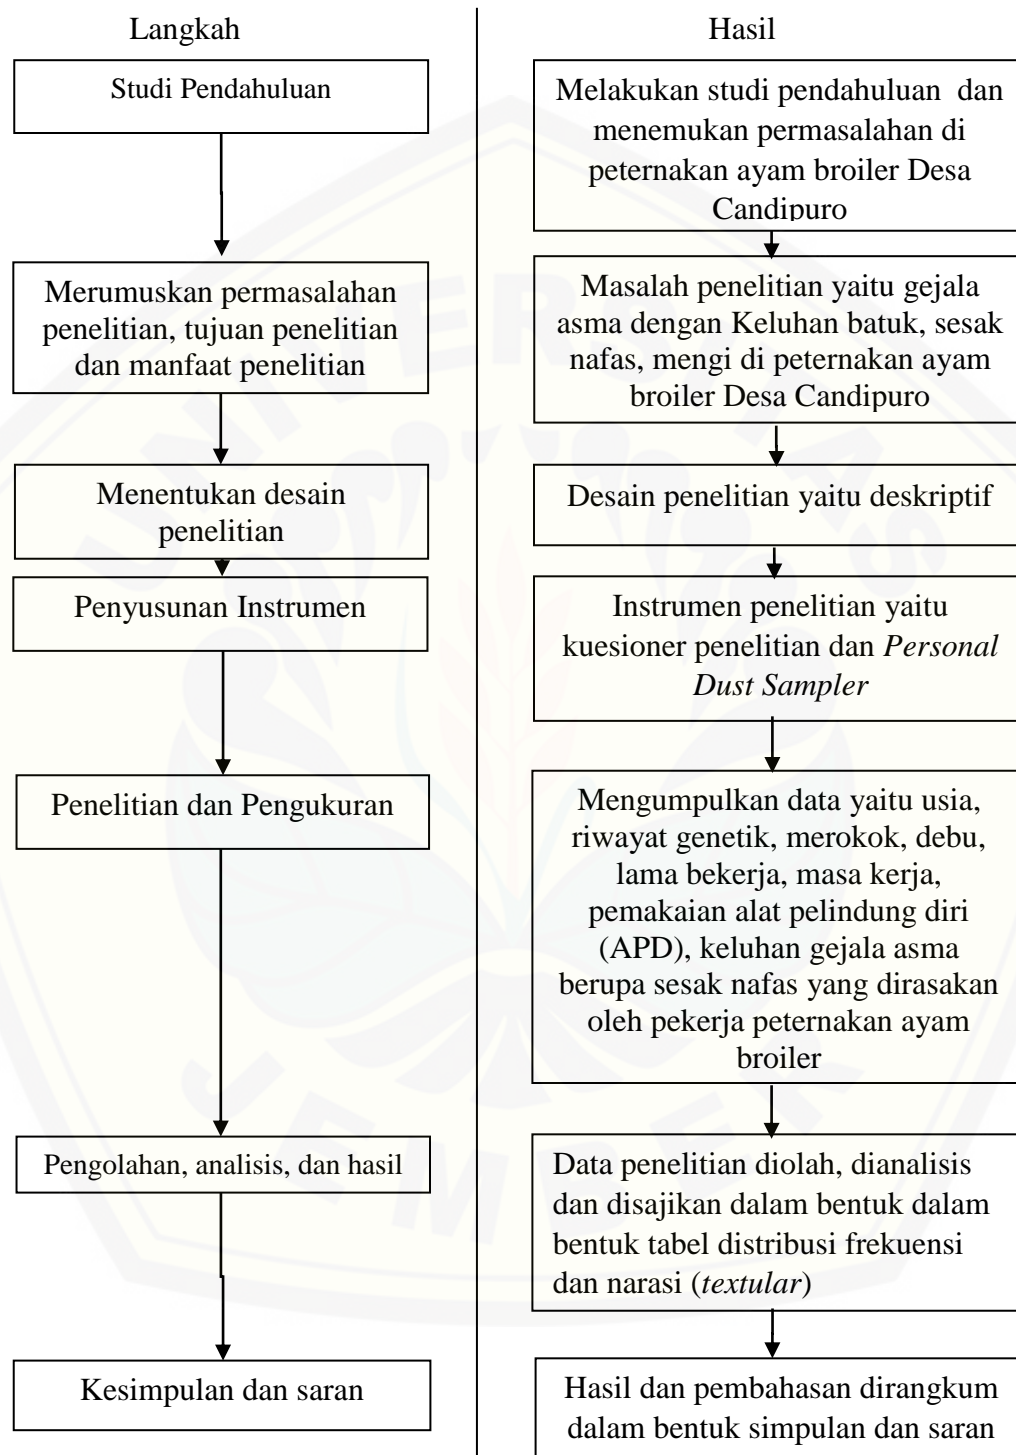 Langkah
Hasil
Studi Pendahuluan
Melakukan studi pendahuluan dan
menemukan permasalahan di
peternakan ayam broiler Desa
Candipuro
Merumuskan permasalahan
penelitian, tujuan penelitian
dan manfaat penelitian
Masalah penelitian yaitu gejala
asma dengan Keluhan batuk, sesak
nafas, mengi di peternakan ayam
broiler Desa Candipuro
Menentukan desain
penelitian
Desain penelitian yaitu deskriptif
Penyusunan Instrumen
Instrumen penelitian yaitu
kuesioner penelitian dan Personal
Dust Sampler
Penelitian dan Pengukuran
Mengumpulkan data yaitu usia,
riwayat genetik, merokok, debu,
lama bekerja, masa kerja,
pemakaian alat pelindung diri
(APD), keluhan gejala asma
berupa sesak nafas yang dirasakan
oleh pekerja peternakan ayam
broiler
Pengolahan, analisis, dan hasil
Data penelitian diolah, dianalisis
dan disajikan dalam bentuk dalam
bentuk tabel distribusi frekuensi
dan narasi (textular)
Kesimpulan dan saran
Hasil dan pembahasan dirangkum
dalam bentuk simpulan dan saran
UNIVERSITAS
JEMBER